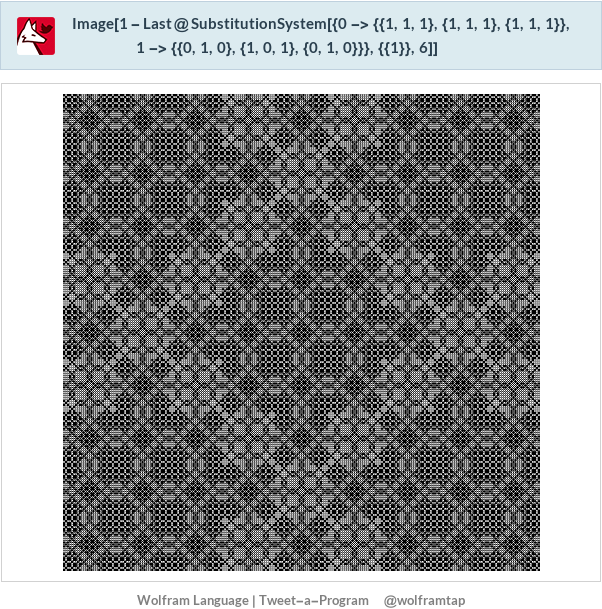 Image[1 − Last@SubstitutionSystem[{0 −> {{1, 1, 1}, {1, 1, 1}, {1, 1, 1}},
1 −> {{0, 1, 0}, {1, 0, 1}, {0, 1, 0}}}, {{1}}, 6]]
Wolfram Language | Tweet−a−Program @wolframtap